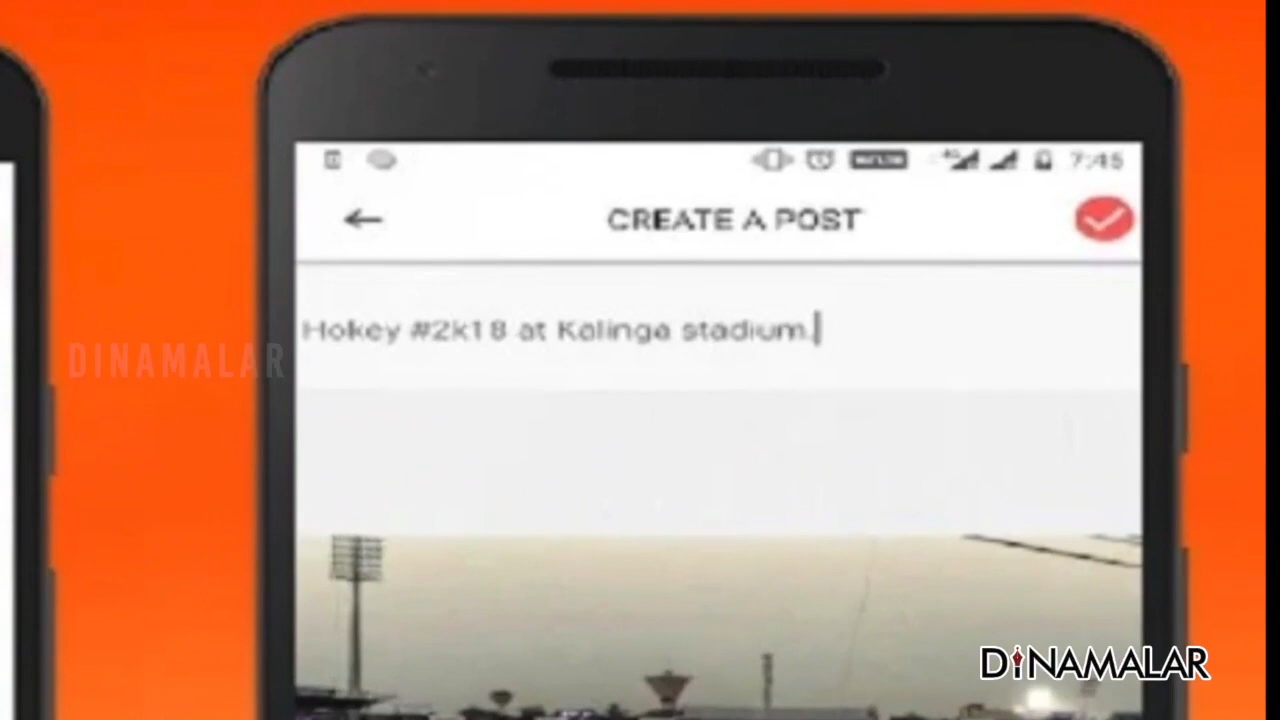 7:45
CREATE A POST
Hokey #2k18 at Kalinga stadium.
DINAMALAR
DINAMALAR